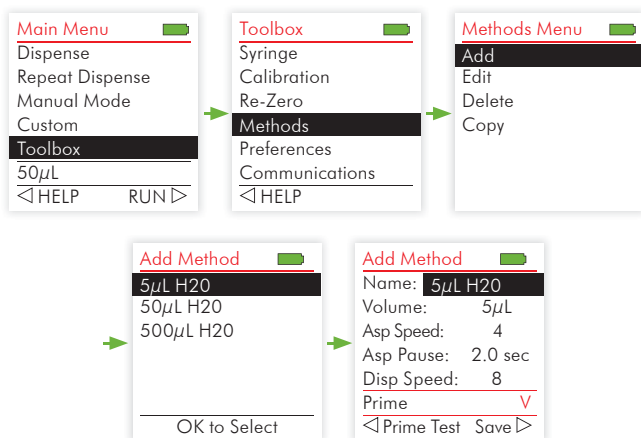 Main Menu
Dispense
Repeat Dispense
Manual Mode
Custom
Toolbox
50µL
◁ HELP RUN ▷
Toolbox
Syringe
Calibration
Re-Zero
Methods
Preferences
Communications
◁ HELP
Methods Menu
Add
Edit
Delete
Copy
Add Method
5µL H20
50µL H20
500µL H20
OK to Select
Add Method
Name: 5µL H20
Volume: 5µL
Asp Speed: 4
Asp Pause: 2.0 sec
Disp Speed: 8
Prime V
◁ Prime Test Save ▷